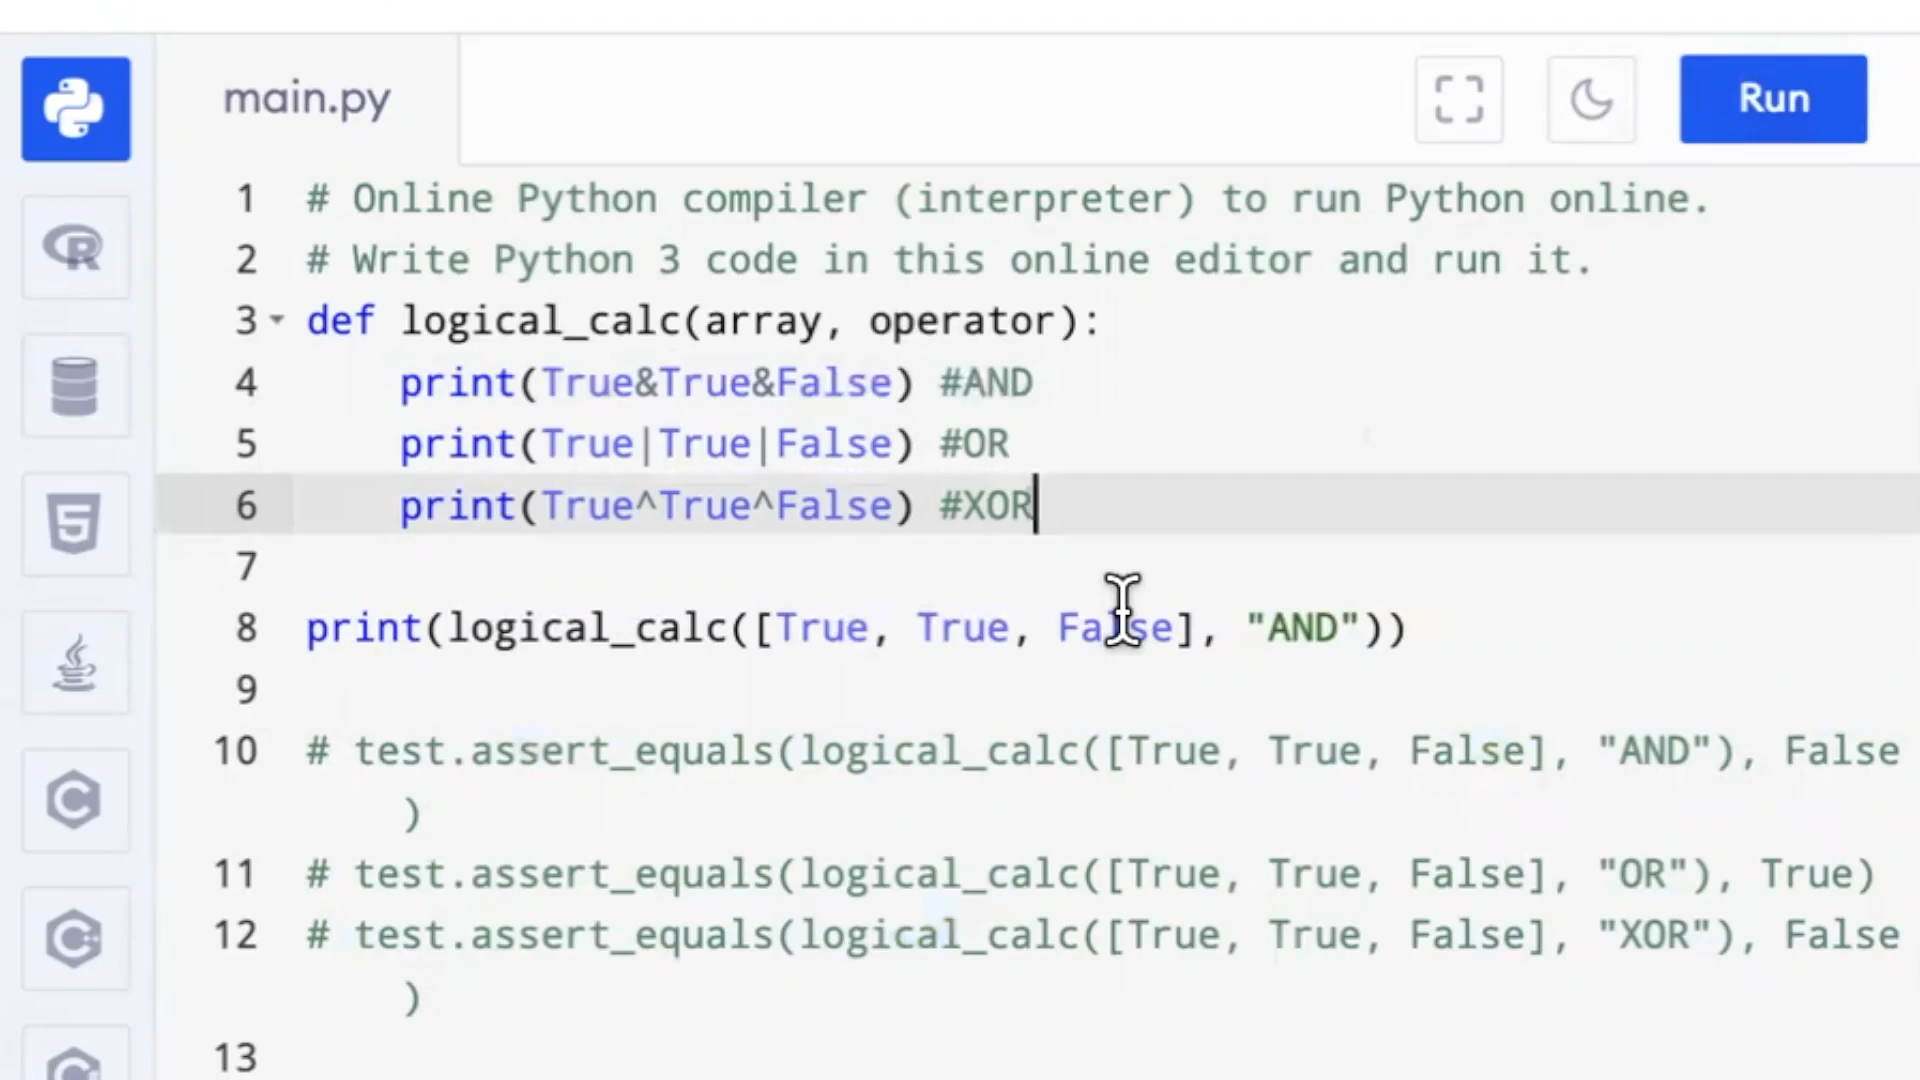 main.py
Run
1 # Online Python compiler (interpreter) to run Python online.
2 # Write Python 3 code in this online editor and run it.
3 def logical_calc(array, operator):
4     print(True&True&False) #AND
5     print(True|True|False) #OR
6     print(True^True^False) #XOR
7
8 print(logical_calc([True, True, False], "AND"))
9
10 # test.assert_equals(logical_calc([True, True, False], "AND"), False
)
11 # test.assert_equals(logical_calc([True, True, False], "OR"), True)
12 # test.assert_equals(logical_calc([True, True, False], "XOR"), False
)
13